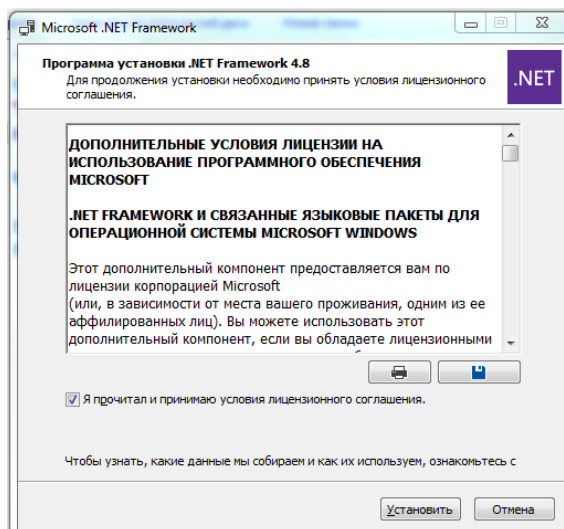 Microsoft .NET Framework
Программа установки .NET Framework 4.8
Для продолжения установки необходимо принять условия лицензионного
соглашения.
.NET
ДОПОЛНИТЕЛЬНЫЕ УСЛОВИЯ ЛИЦЕНЗИИ НА
ИСПОЛЬЗОВАНИЕ ПРОГРАММНОГО ОБЕСПЕЧЕНИЯ
MICROSOFT
.NET FRAMEWORK И СВЯЗАННЫЕ ЯЗЫКОВЫЕ ПАКЕТЫ ДЛЯ
ОПЕРАЦИОННОЙ СИСТЕМЫ MICROSOFT WINDOWS
Этот дополнительный компонент предоставляется вам по
лицензии корпорацией Microsoft
(или, в зависимости от места вашего проживания, одним из ее
аффилированных лиц). Вы можете использовать этот
дополнительный компонент, если вы обладаете лицензионными
Я прочитал и принимаю условия лицензионного соглашения.
Чтобы узнать, какие данные мы собираем и как их используем, ознакомьтесь с
Установить
Отмена